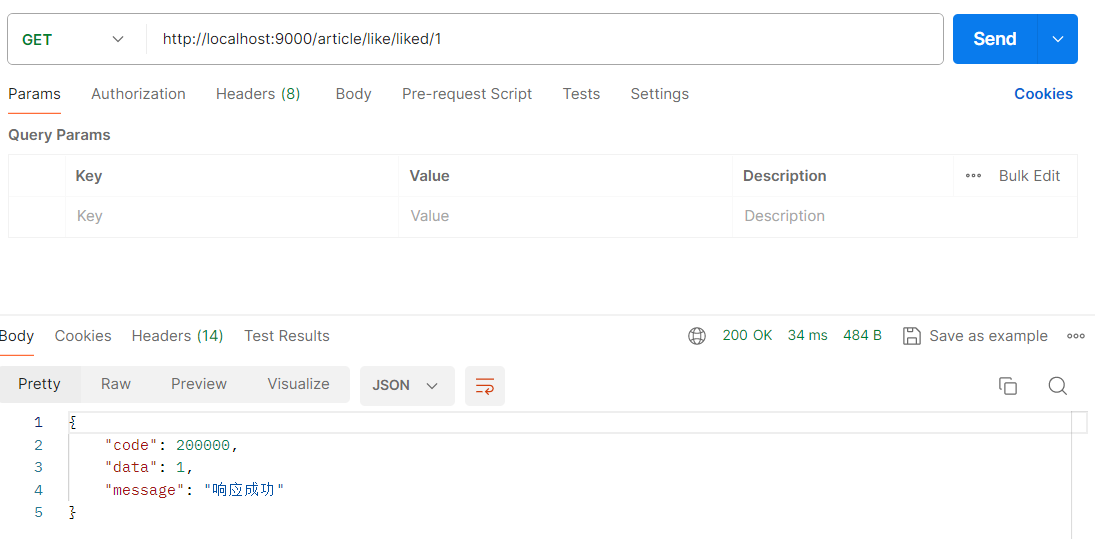 GET http://localhost:9000/article/like/liked/1 Send
Params Authorization Headers (8) Body Pre-request Script Tests Settings Cookies
Query Params
Key Value Description Bulk Edit
Key Value Description
Body Cookies Headers (14) Test Results 200 OK 34 ms 484 B Save as example
Pretty Raw Preview Visualize JSON
1 {
2 "code": 200000,
3 "data": 1,
4 "message": "响应成功"
5 }